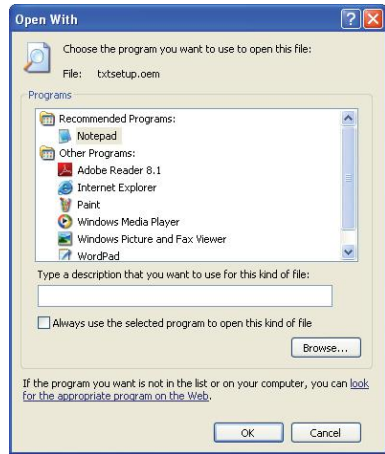 Open With
Choose the program you want to use to open this file:
File: txtsetup.oem
Programs
Recommended Programs:
Notepad
Other Programs:
Adobe Reader 8.1
Internet Explorer
Paint
Windows Media Player
Windows Picture and Fax Viewer
WordPad
Type a description that you want to use for this kind of file:
Always use the selected program to open this kind of file
Browse...
If the program you want is not in the list or on your computer, you can look
for the appropriate program on the Web.
OK Cancel